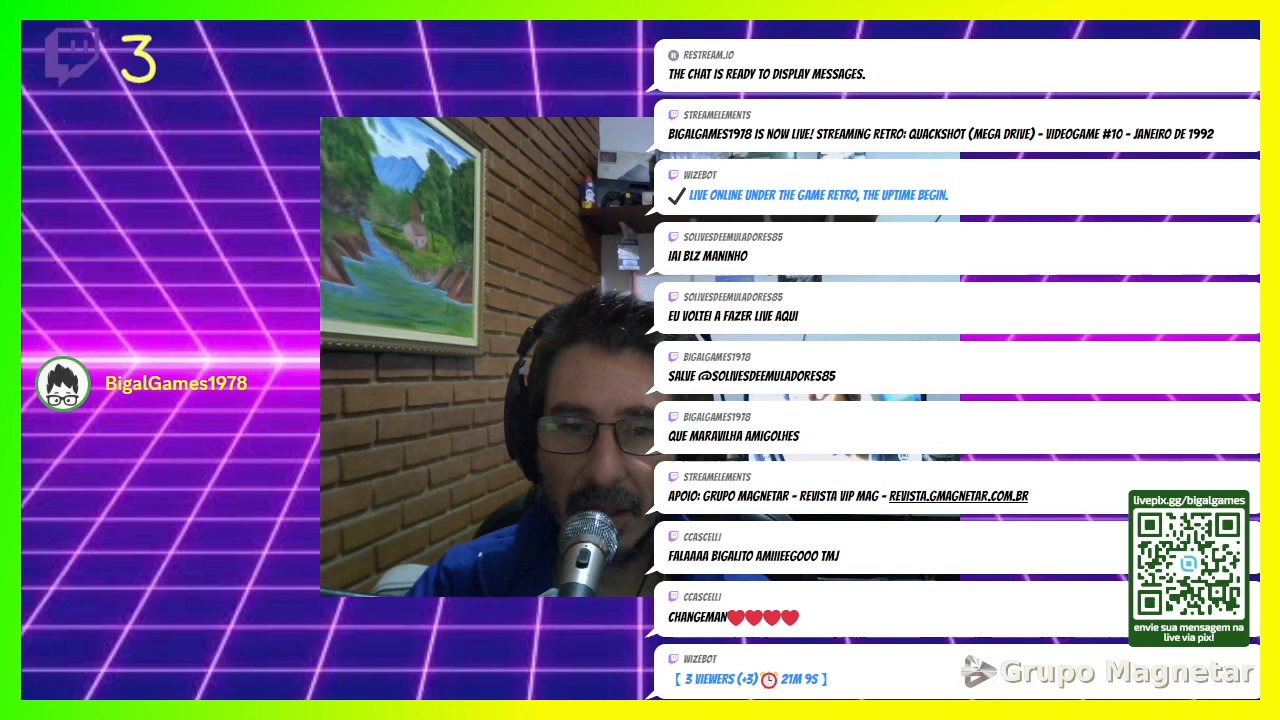 3
RESTREAM.IO
THE CHAT IS READY TO DISPLAY MESSAGES.
STREAMELEMENTS
BIGALGAMES1978 IS NOW LIVE! STREAMING RETRO: QUACKSHOT (MEGA DRIVE) - VIDEOGAME #10 - JANEIRO DE 1992
WIZEBOT
LIVE ONLINE UNDER THE GAME RETRO, THE UPTIME BEGIN.
SOLIVESDEEMULADORES85
IAI BLZ MANINHO
SOLIVESDEEMULADORES85
EU VOLTEI A FAZER LIVE AQUI
BIGALGAMES1978
SALVE @SOLIVESDEEMULADORES85
BigalGames1978
BIGALGAMES1978
QUE MARAVILHA AMIGOLHES
STREAMELEMENTS
APOIO: GRUPO MAGNETAR - REVISTA VIP MAG - REVISTA.GMAGNETAR.COM.BR
CCASCELLI
FALAAAA BIGALITO AMIIIEEGOOO TMJ
CCASCELLI
CHANGEMAN❤❤❤❤
WIZEBOT
【 3 VIEWERS (+3) ⏰ 21M 9S 】
livepix.gg/bigalgames
envie sua mensagem na
live via pix!
Grupo Magnetar